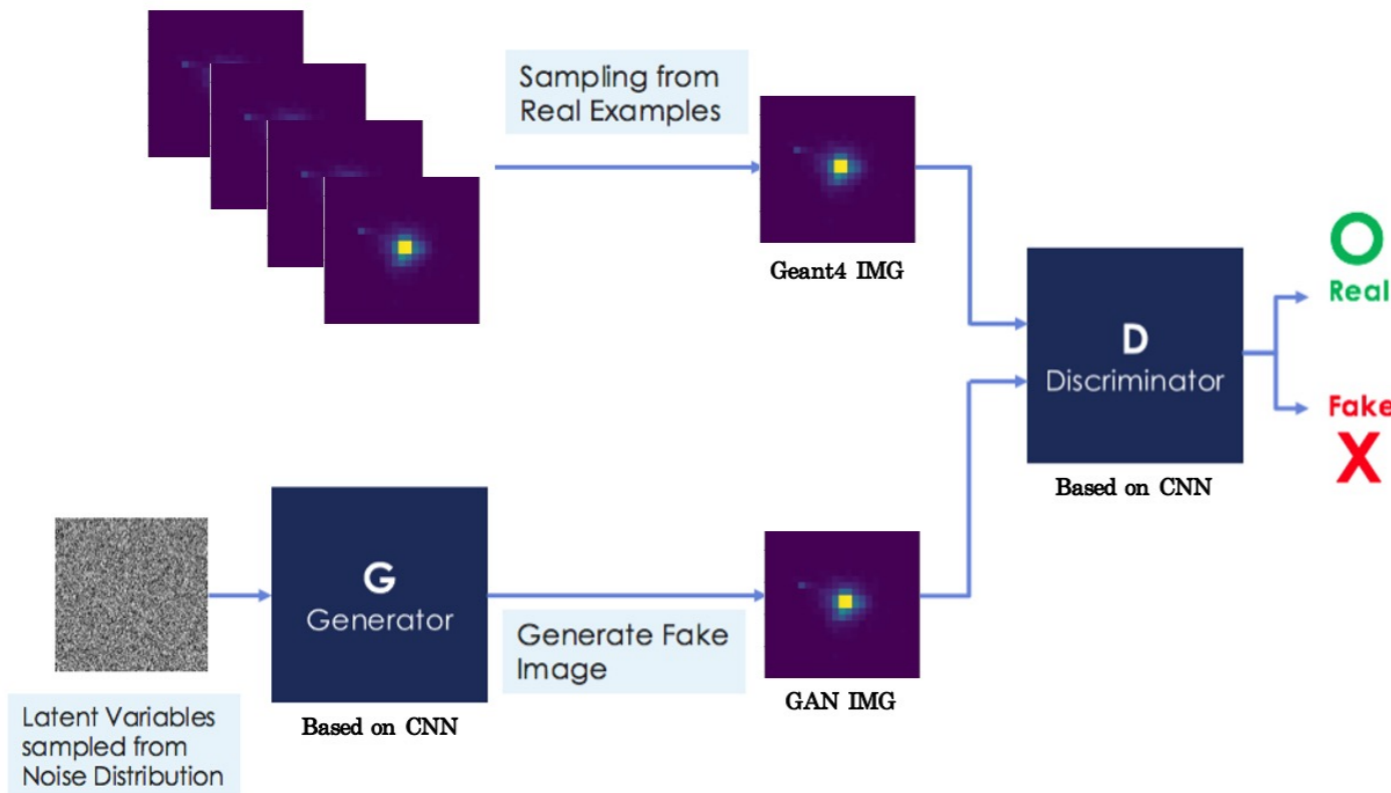 Sampling from
Real Examples
Geant4 IMG
Real
D
Discriminator
Fake
X
Based on CNN
G
Generator
Generate Fake
Image
GAN IMG
Based on CNN
Latent Variables
sampled from
Noise Distribution